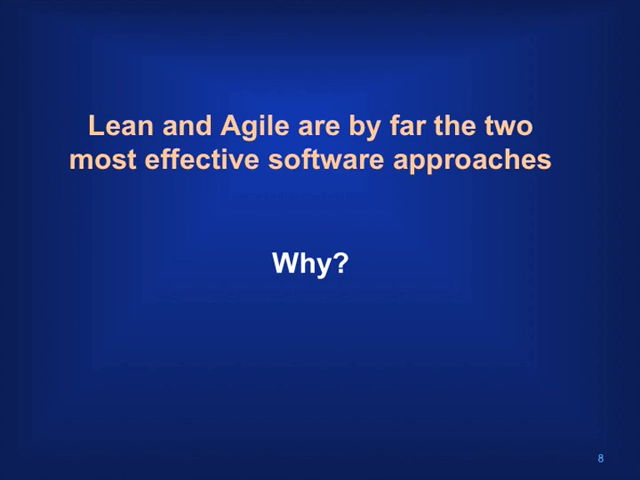 Lean and Agile are by far the two
most effective software approaches
Why?
8